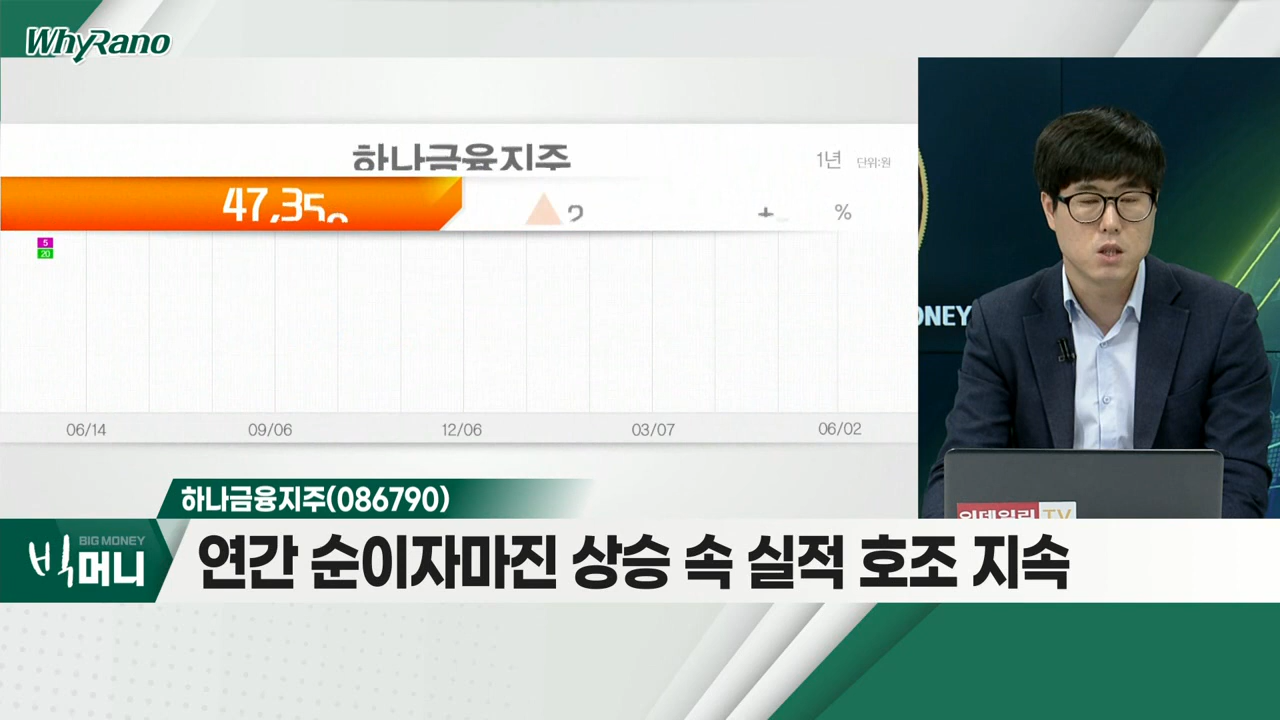 WhyRano
하나금융지주
1년 단위:원
%
5
20
06/14 09/06 12/06 03/07 06/02
하나금융지주(086790)
BIG MONEY
빅머니
연간 순이자마진 상승 속 실적 호조 지속
TV